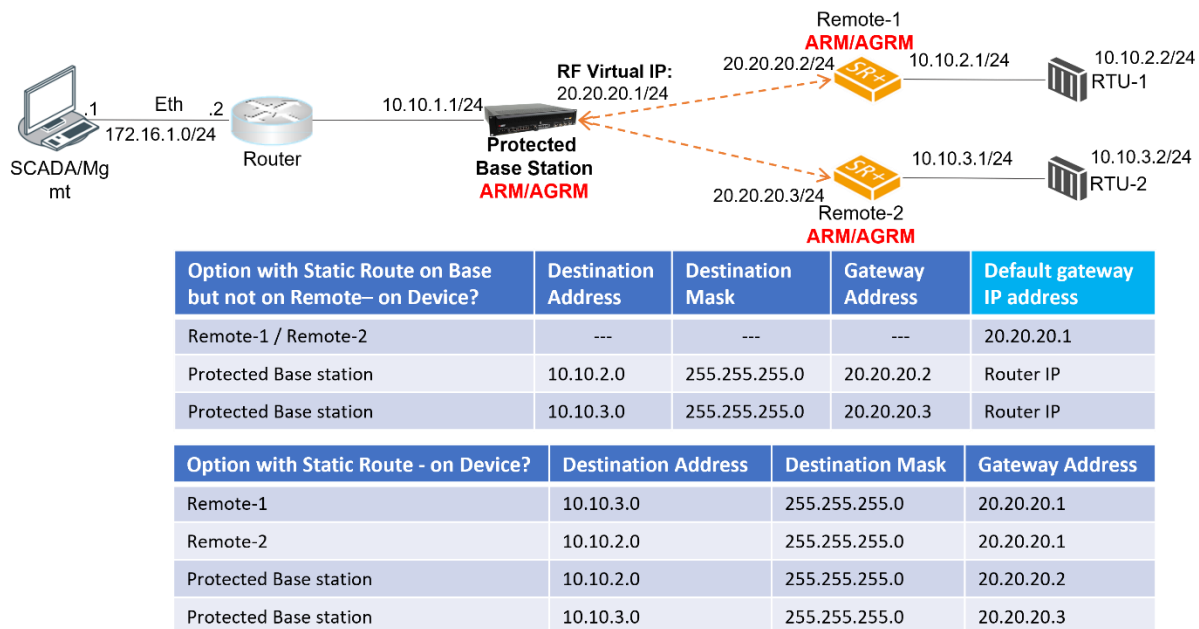 Remote-1
ARM/AGRM
20.20.20.2/24
10.10.2.1/24
10.10.2.2/24
RTU-1
RF Virtual IP:
20.20.20.1/24
.1
Eth
.2
172.16.1.0/24
10.10.1.1/24
SCADA/Mg
mt
Router
Protected
Base Station
ARM/AGRM
SR+
SR+
20.20.20.3/24
10.10.3.1/24
10.10.3.2/24
RTU-2
Remote-2
ARM/AGRM
Option with Static Route on Base but not on Remote– on Device? Destination Address Destination Mask Gateway Address Default gateway IP address
Remote-1 / Remote-2 --- --- --- 20.20.20.1
Protected Base station 10.10.2.0 255.255.255.0 20.20.20.2 Router IP
Protected Base station 10.10.3.0 255.255.255.0 20.20.20.3 Router IP
Option with Static Route - on Device? Destination Address Destination Mask Gateway Address
Remote-1 10.10.3.0 255.255.255.0 20.20.20.1
Remote-2 10.10.2.0 255.255.255.0 20.20.20.1
Protected Base station 10.10.2.0 255.255.255.0 20.20.20.2
Protected Base station 10.10.3.0 255.255.255.0 20.20.20.3